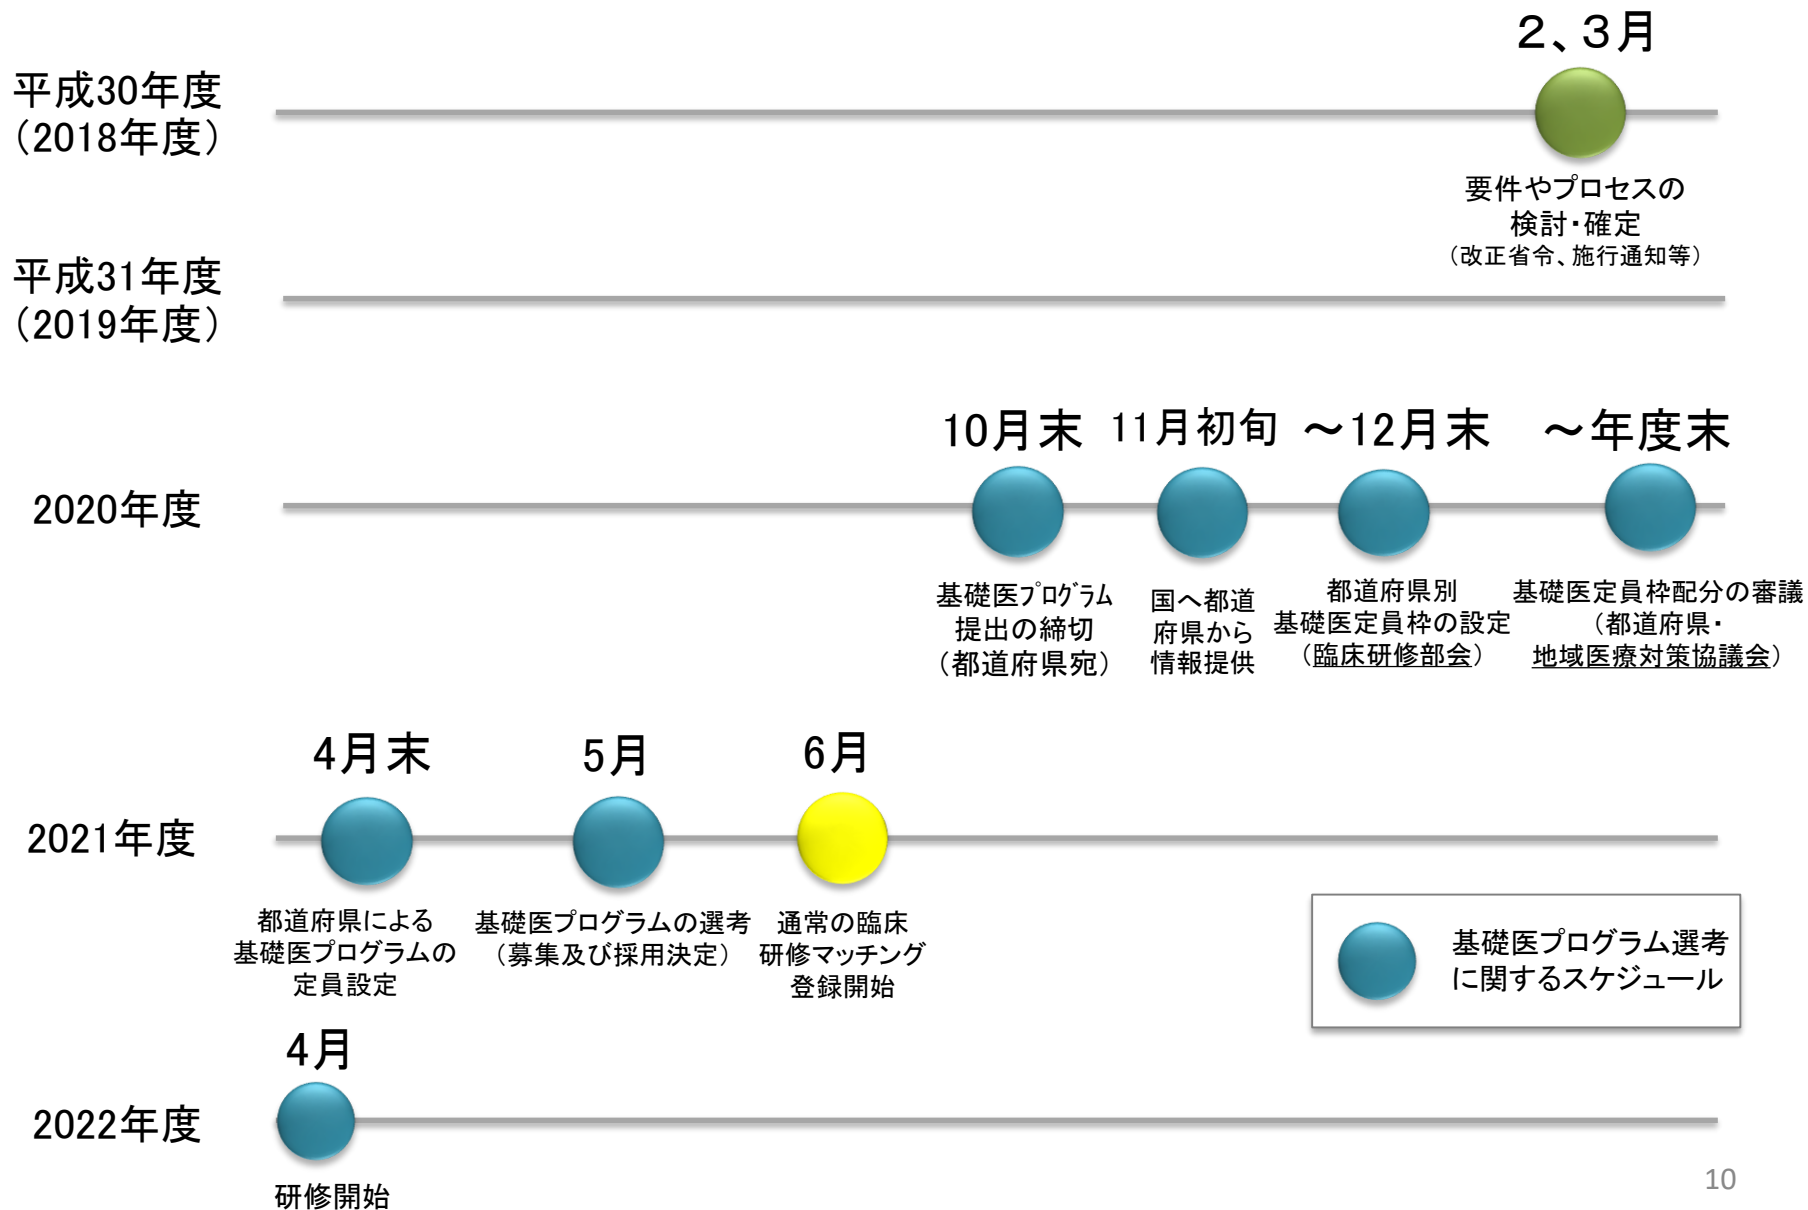 2、3月
平成30年度
（2018年度）
要件やプロセスの
検討・確定
（改正省令、施行通知等）
平成31年度
（2019年度）
10月末
11月初旬
～12月末
～年度末
2020年度
基礎医ﾌﾟﾛｸﾞﾗﾑ
提出の締切
（都道府県宛）
国へ都道
府県から
情報提供
都道府県別
基礎医定員枠の設定
（臨床研修部会）
基礎医定員枠配分の審議
（都道府県・
地域医療対策協議会）
4月末
5月
6月
2021年度
都道府県による
基礎医プログラムの
定員設定
基礎医プログラムの選考
（募集及び採用決定）
通常の臨床
研修マッチング
登録開始
基礎医プログラム選考
に関するスケジュール
4月
2022年度
研修開始
10